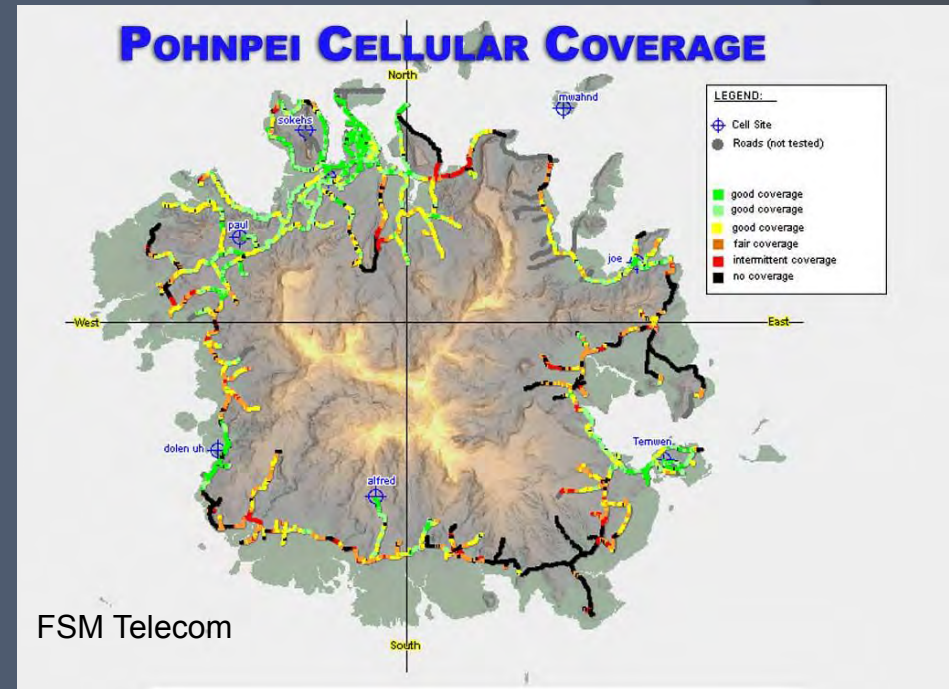 POHNPEI CELLULAR COVERAGE
North
mwahnd
LEGEND:
sokehs
Cell Site
Roads (not tested)
good coverage
good coverage
good coverage
fair coverage
intermittent coverage
no coverage
paul
joe
West
East
dolen uh
Temwen
alfred
FSM Telecom
South